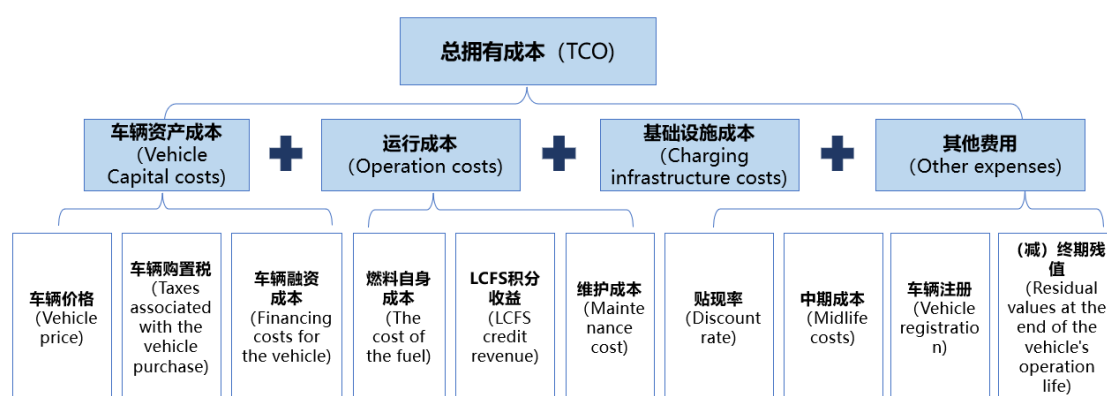 总拥有成本（TCO）
车辆资产成本
（Vehicle
Capital costs）
运行成本
（Operation costs）
基础设施成本
（Charging
infrastructure costs）
其他费用
（Other expenses）
车辆价格
（Vehicle
price）
车辆购置税
（Taxes
associated
with the
vehicle
purchase）
车辆融资
成本
（Financing
costs for
the vehicle）
燃料自身
成本
（The
cost of
the fuel）
LCFS积分
收益
（LCFS
credit
revenue）
维护成本
（Mainte
nance
cost）
贴现率
（Discount
rate）
中期成本
（Midlife
costs）
车辆注册
（Vehicle
registratio
n）
（减）终期残
值
（Residual
values at the
end of the
vehicle's
operation
life）